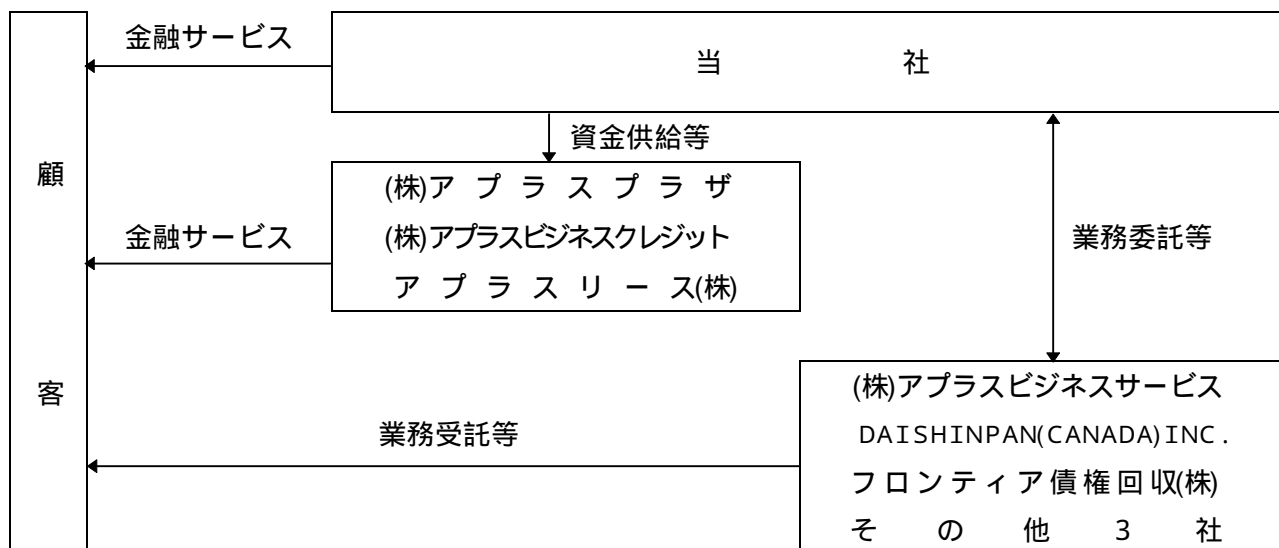 金融サービス
当社
資金供給等
顧客
(株)アプラスプラザ
(株)アプラスビジネスクレジット
アプラスリース(株)
金融サービス
業務委託等
業務受託等
(株)アプラスビジネスサービス
DAISHINPAN(CANADA)INC.
フロンティア債権回収(株)
その他3社